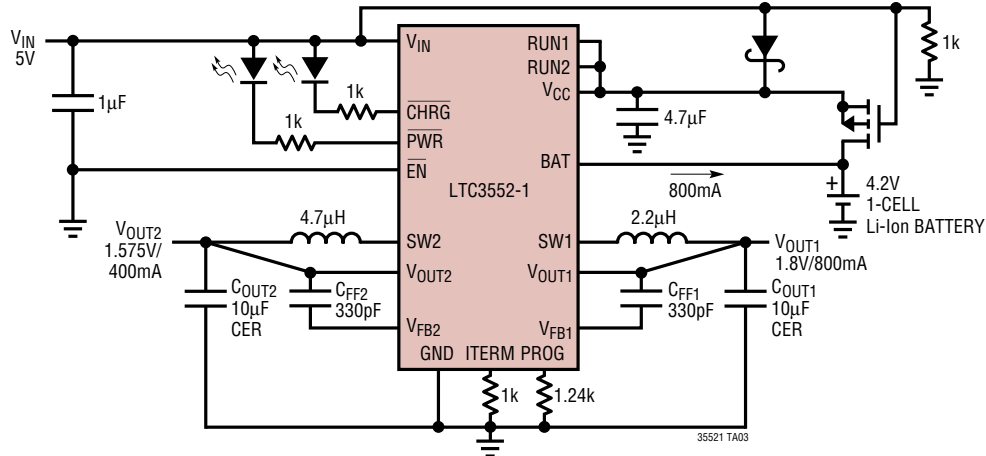 VIN
5V
1µF
1k
1k
VIN
CHRG
PWR
EN
LTC3552-1
RUN1
RUN2
VCC
BAT
4.7µF
1k
800mA
+
4.2V
1-CELL
Li-Ion BATTERY
VOUT2
1.575V/
400mA
4.7µH
SW2
VOUT2
VFB2
COUT2
10µF
CER
CFF2
330pF
2.2µH
SW1
VOUT1
VFB1
CFF1
330pF
VOUT1
1.8V/800mA
COUT1
10µF
CER
GND ITERM PROG
1k
1.24k
35521 TA03